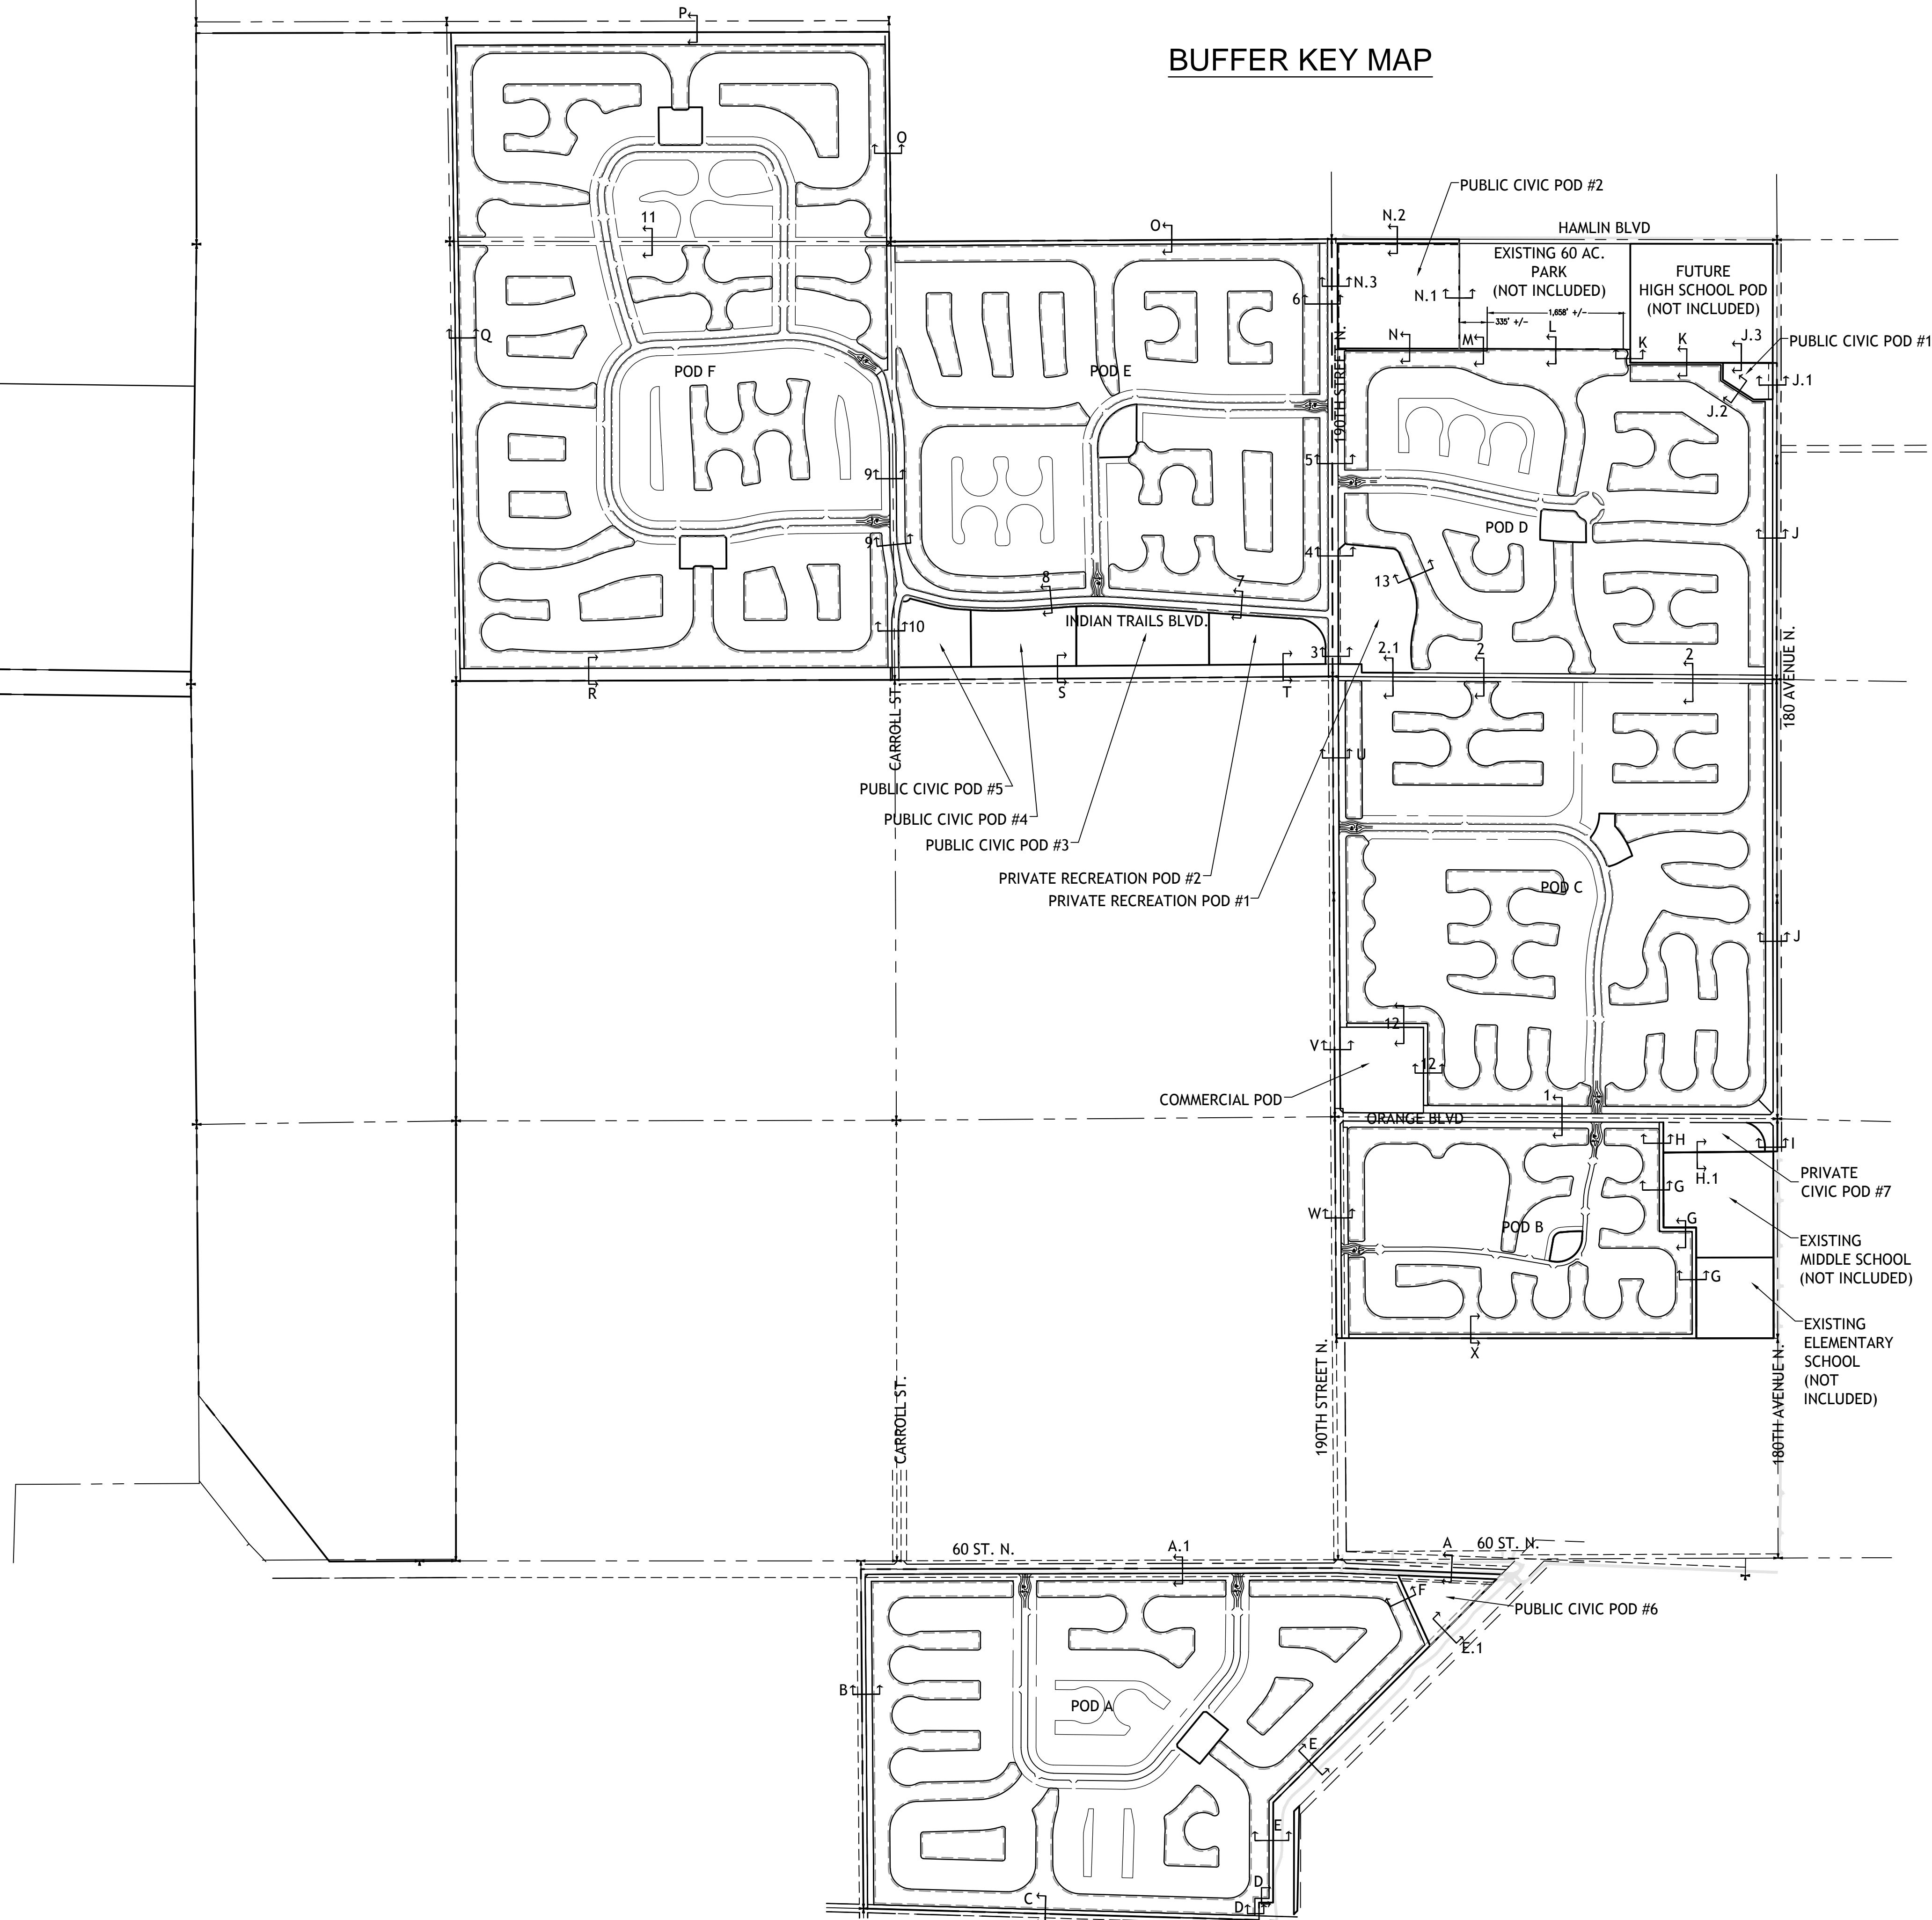 BUFFER KEY MAP
P
O
11
Q
POD F
9
9
10
R
O
6
N.3
POD E
5
4
8
7
INDIAN TRAILS BLVD.
3
S
T
CARROLL ST.
190TH STREET N.
PUBLIC CIVIC POD #2
N.2
HAMLIN BLVD
EXISTING 60 AC.
PARK
(NOT INCLUDED)
FUTURE
HIGH SCHOOL POD
(NOT INCLUDED)
N.1
335' +/-
1,658' +/-
N
M
L
K
K
J.3
PUBLIC CIVIC POD #1
J.1
J.2
POD D
J
13
2.1
2
2
180 AVENUE N.
U
PUBLIC CIVIC POD #5
PUBLIC CIVIC POD #4
PUBLIC CIVIC POD #3
PRIVATE RECREATION POD #2
PRIVATE RECREATION POD #1
POD C
J
12
V
12
COMMERCIAL POD
1
ORANGE BLVD
H
I
H.1
PRIVATE
CIVIC POD #7
G
W
POD B
G
G
EXISTING
MIDDLE SCHOOL
(NOT INCLUDED)
X
EXISTING
ELEMENTARY
SCHOOL
(NOT
INCLUDED)
CARROLL ST.
190TH STREET N.
180TH AVENUE N.
60 ST. N.
A.1
A
60 ST. N.
F
PUBLIC CIVIC POD #6
E.1
B
POD A
E
E
D
D
C